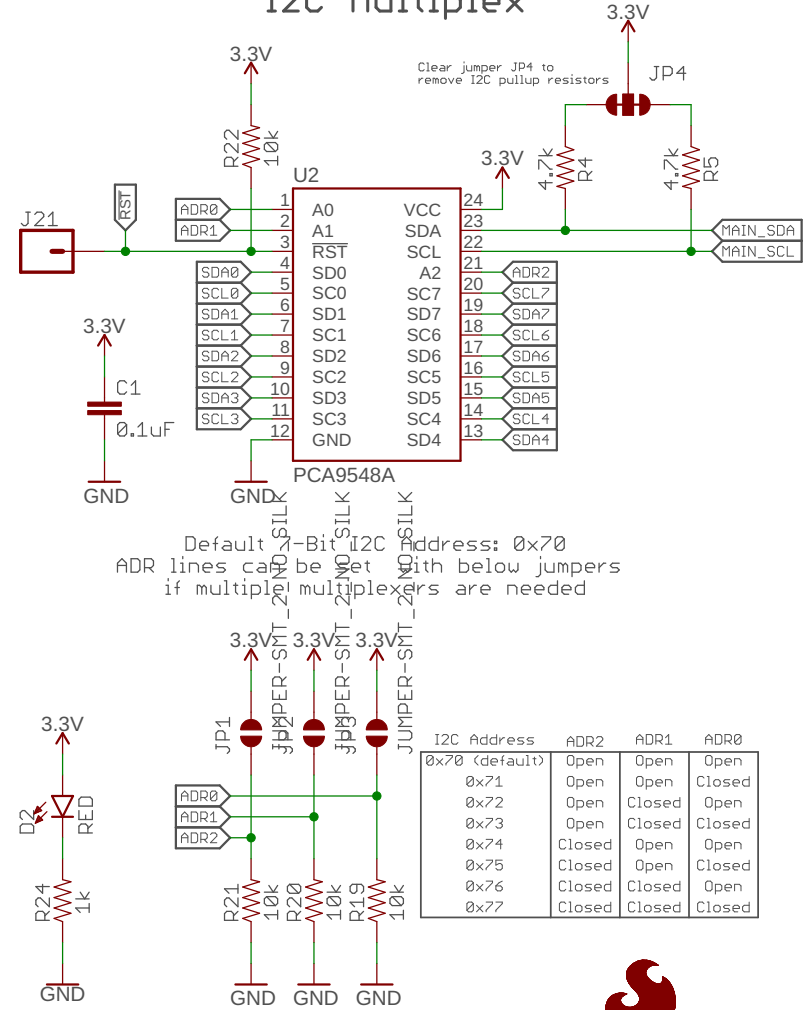 I2C Multiplex
3.3V
3.3V
Clear jumper JP4 to
remove I2C pullup resistors
JP4
R22
10k
3.3V
4.7k
R4
4.7k
R5
U2
J21
RST
ADR0
ADR1
1 A0
2 A1
3 RST
4 SD0
5 SC0
6 SD1
7 SC1
8 SD2
9 SC2
10 SD3
11 SC3
12 GND
VCC 24
SDA 23
SCL 22
A2 21
SC7 20
SD7 19
SC6 18
SD6 17
SC5 16
SD5 15
SC4 14
SD4 13
MAIN_SDA
MAIN_SCL
SDA0
SCL0
SDA1
SCL1
SDA2
SCL2
SDA3
SCL3
ADR2
SCL7
SDA7
SCL6
SDA6
SCL5
SDA5
SCL4
SDA4
3.3V
C1
0.1uF
GND
GND
PCA9548A
Default 7-Bit I2C Address: 0x70
ADR lines can be set with below jumpers
if multiple multiplexers are needed
JUMPER-SMT_2_NO_SILK
JUMPER-SMT_2_NO_SILK
JUMPER-SMT_2_NO_SILK
3.3V
3.3V
3.3V
JP1
JP2
JP3
ADR0
ADR1
ADR2
R21
10k
R20
10k
R19
10k
GND
GND
GND
3.3V
D2
RED
R24
1k
GND
I2C Address ADR2 ADR1 ADR0
0x70 (default) Open Open Open
0x71 Open Open Closed
0x72 Open Closed Open
0x73 Open Closed Closed
0x74 Closed Open Open
0x75 Closed Open Closed
0x76 Closed Closed Open
0x77 Closed Closed Closed